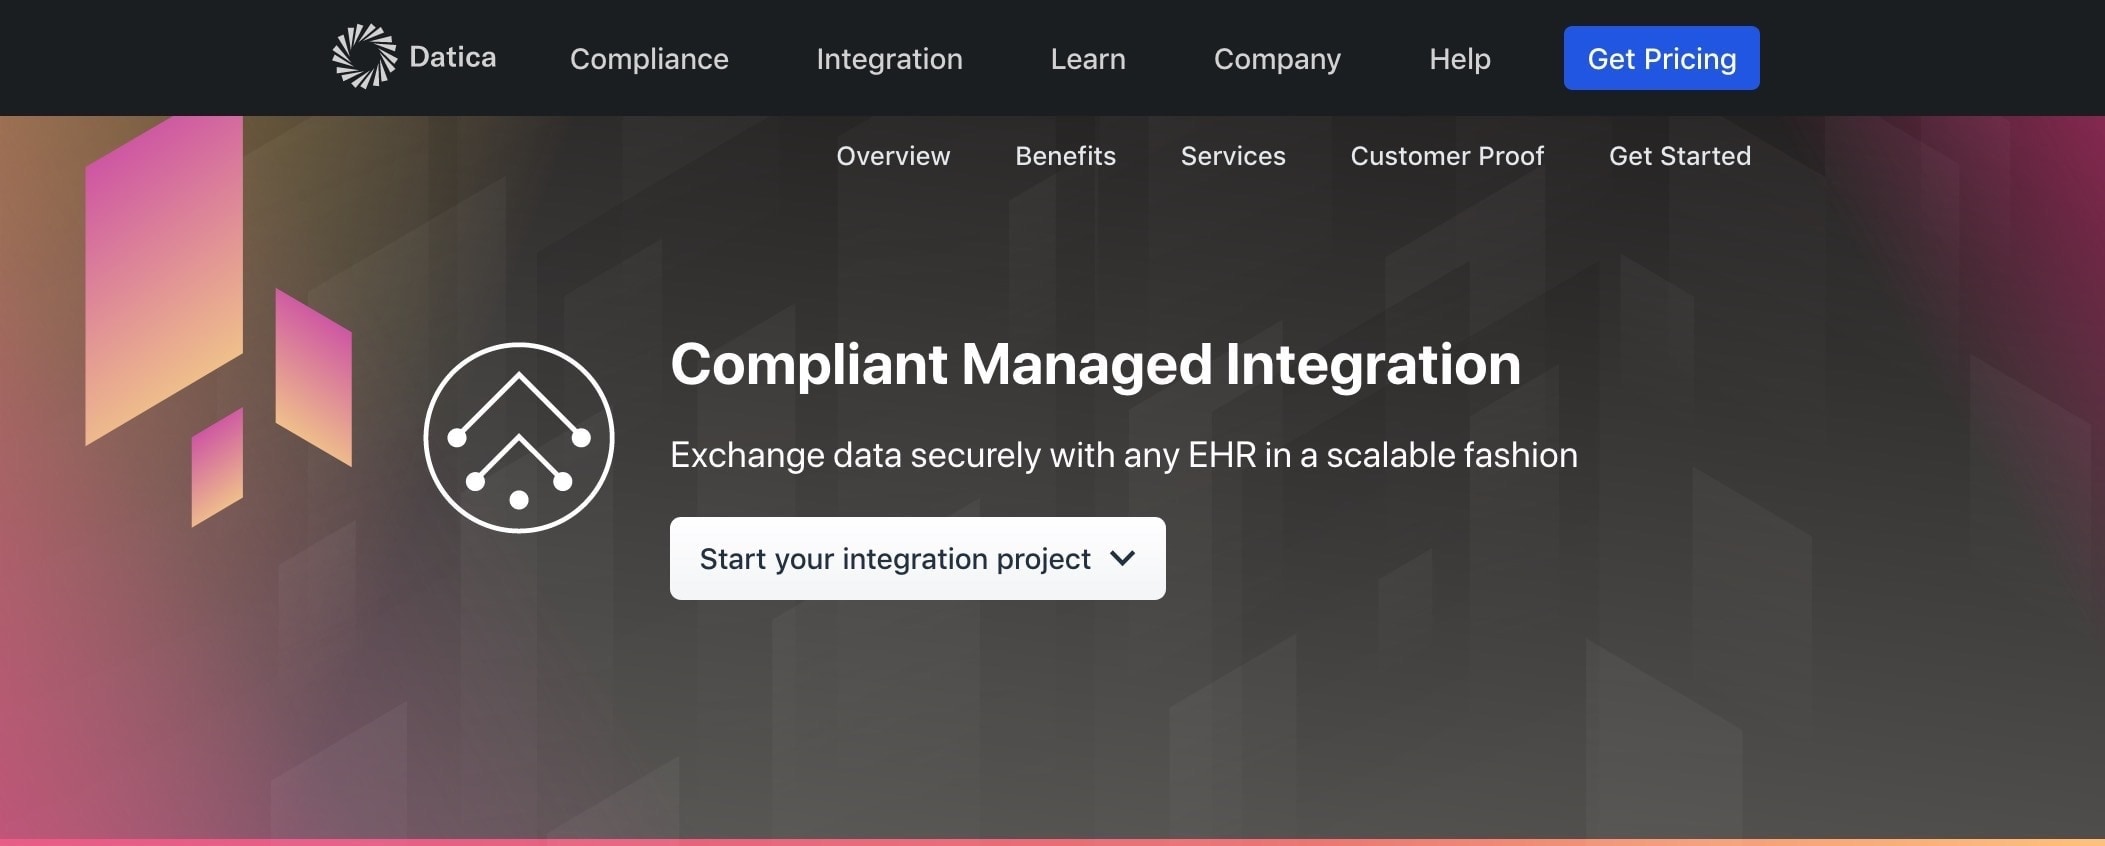 Datica Compliance Integration Learn Company Help Get Pricing
Overview Benefits Services Customer Proof Get Started
Compliant Managed Integration
Exchange data securely with any EHR in a scalable fashion
Start your integration project